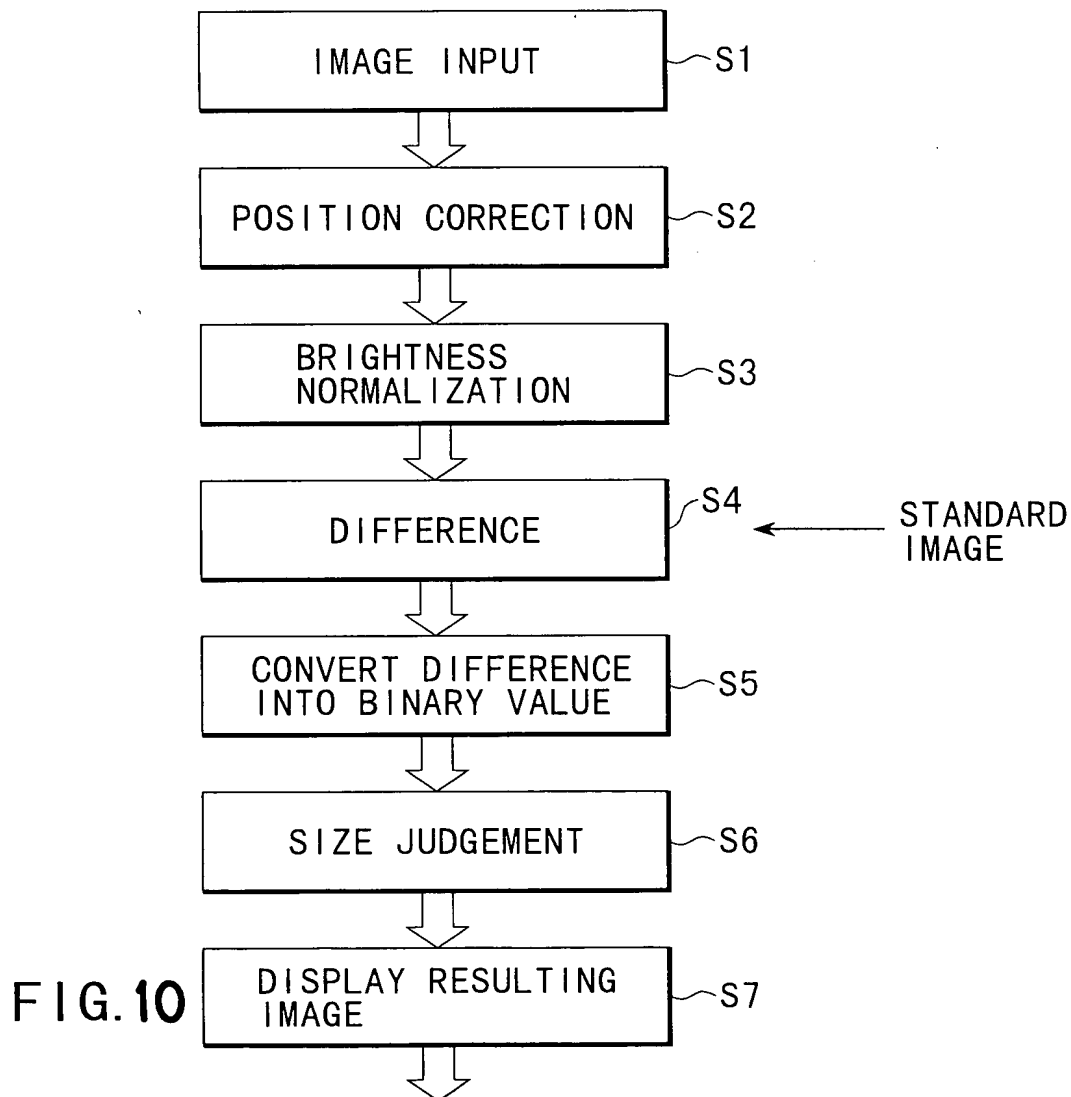 IMAGE INPUT
S1
POSITION CORRECTION
S2
BRIGHTNESS
NORMALIZATION
S3
DIFFERENCE
S4
STANDARD
IMAGE
CONVERT DIFFERENCE
INTO BINARY VALUE
S5
SIZE JUDGEMENT
S6
DISPLAY RESULTING
IMAGE
S7
FIG. 10